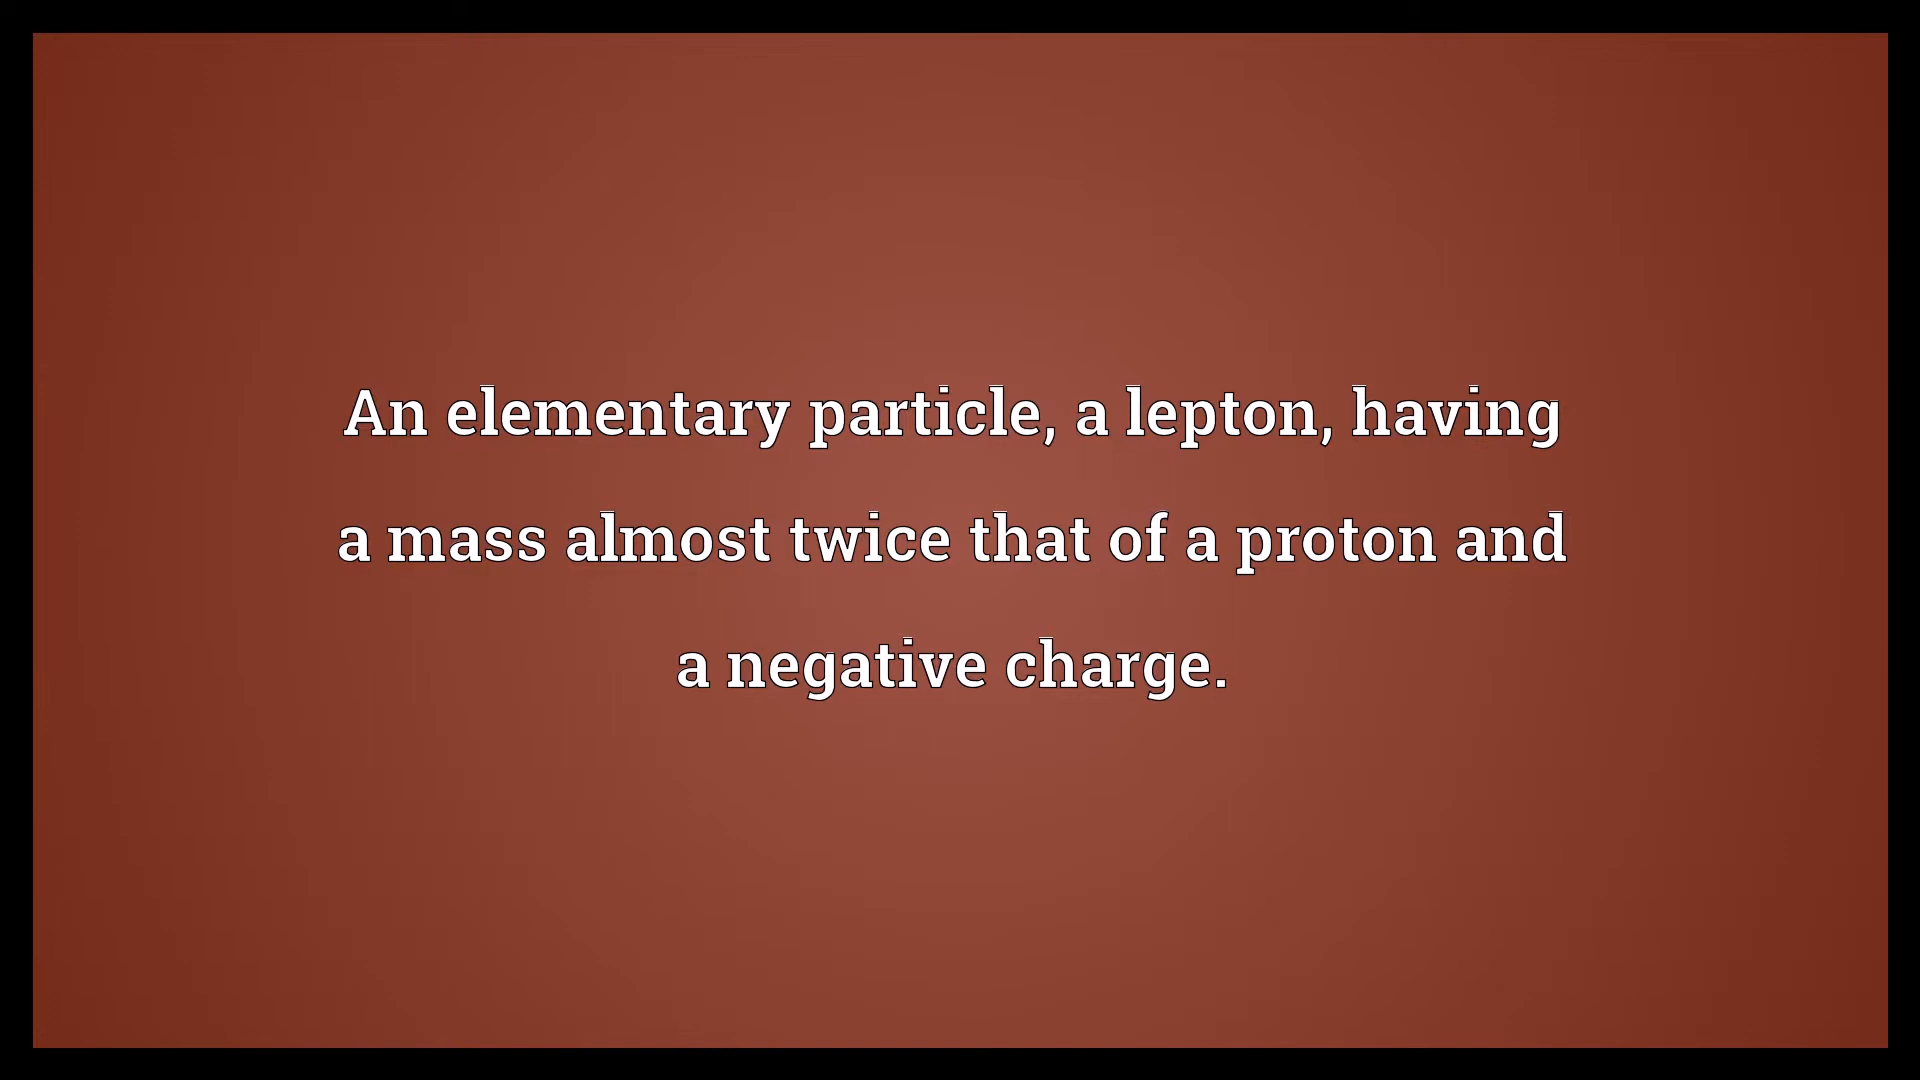 An elementary particle, a lepton, having
a mass almost twice that of a proton and
a negative charge.